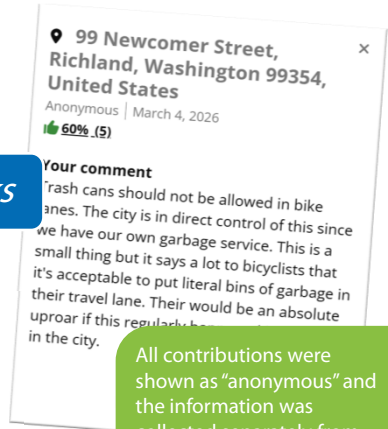 99 Newcomer Street,
Richland, Washington 99354,
United States
Anonymous | March 4, 2026
60% (5)
Your comment
Trash cans should not be allowed in bike
lanes. The city is in direct control of this since
we have our own garbage service. This is a
small thing but it says a lot to bicyclists that
it's acceptable to put literal bins of garbage in
their travel lane. Their would be an absolute
uproar if this regularly
in the city.
All contributions were
shown as “anonymous” and
the information was